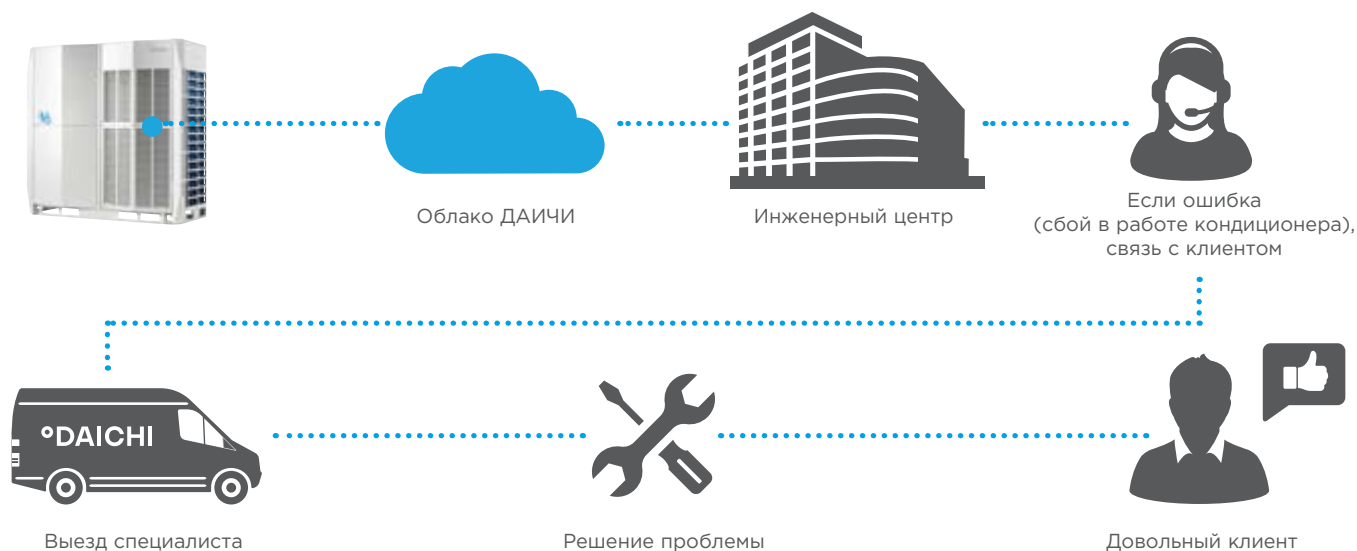 Облако ДАИЧИ
Инженерный центр
Если ошибка
(сбой в работе кондиционера),
связь с клиентом
°DAICHI
Выезд специалиста
Решение проблемы
Довольный клиент